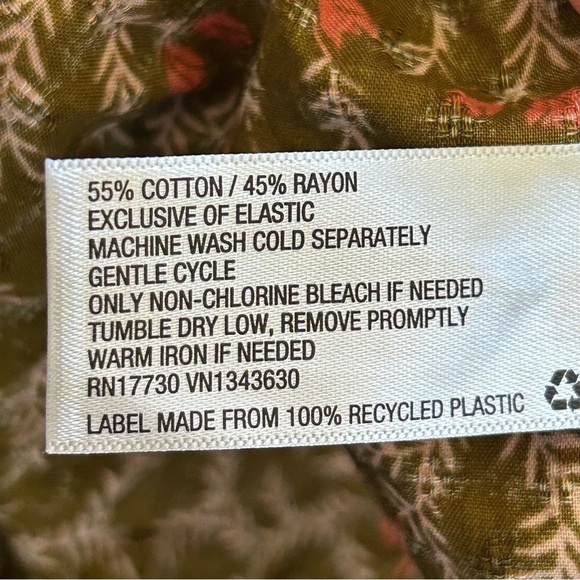 55% COTTON / 45% RAYON
EXCLUSIVE OF ELASTIC
MACHINE WASH COLD SEPARATELY
GENTLE CYCLE
ONLY NON-CHLORINE BLEACH IF NEEDED
TUMBLE DRY LOW, REMOVE PROMPTLY
WARM IRON IF NEEDED
RN17730 VN1343630
LABEL MADE FROM 100% RECYCLED PLASTIC